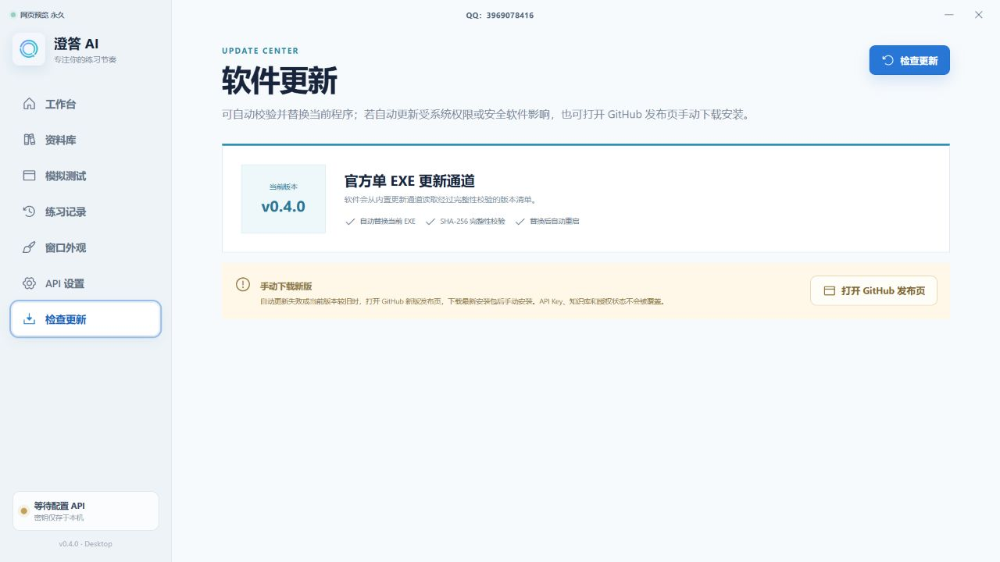 网页预览 永久
QQ：3969078416
澄答 AI
专注你的练习节奏
工作台
资料库
模拟测试
练习记录
窗口外观
API 设置
检查更新
等待配置 API
密钥仅存于本机
v0.4.0 · Desktop
UPDATE CENTER
软件更新
可自动校验并替换当前程序；若自动更新受系统权限或安全软件影响，也可打开 GitHub 发布页手动下载安装。
检查更新
当前版本
v0.4.0
官方单 EXE 更新通道
软件会从内置更新通道读取经过完整性校验的版本清单。
自动替换当前 EXE
SHA-256 完整性校验
替换后自动重启
手动下载新版
自动更新失败或当前版本较旧时，打开 GitHub 新版发布页，下载最新安装包后手动安装。API Key、知识库和授权状态不会被覆盖。
打开 GitHub 发布页